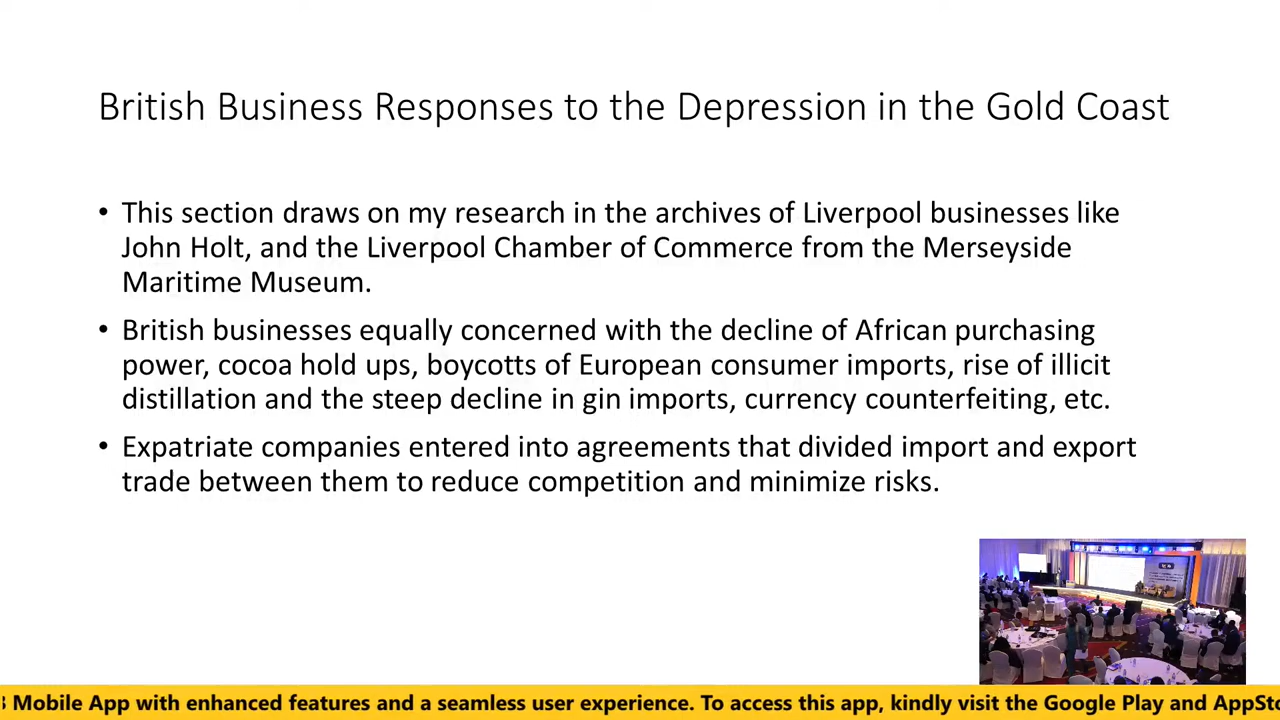 British Business Responses to the Depression in the Gold Coast
• This section draws on my research in the archives of Liverpool businesses like
John Holt, and the Liverpool Chamber of Commerce from the Merseyside
Maritime Museum.
• British businesses equally concerned with the decline of African purchasing
power, cocoa hold ups, boycotts of European consumer imports, rise of illicit
distillation and the steep decline in gin imports, currency counterfeiting, etc.
• Expatriate companies entered into agreements that divided import and export
trade between them to reduce competition and minimize risks.
Mobile App with enhanced features and a seamless user experience. To access this app, kindly visit the Google Play and AppSto